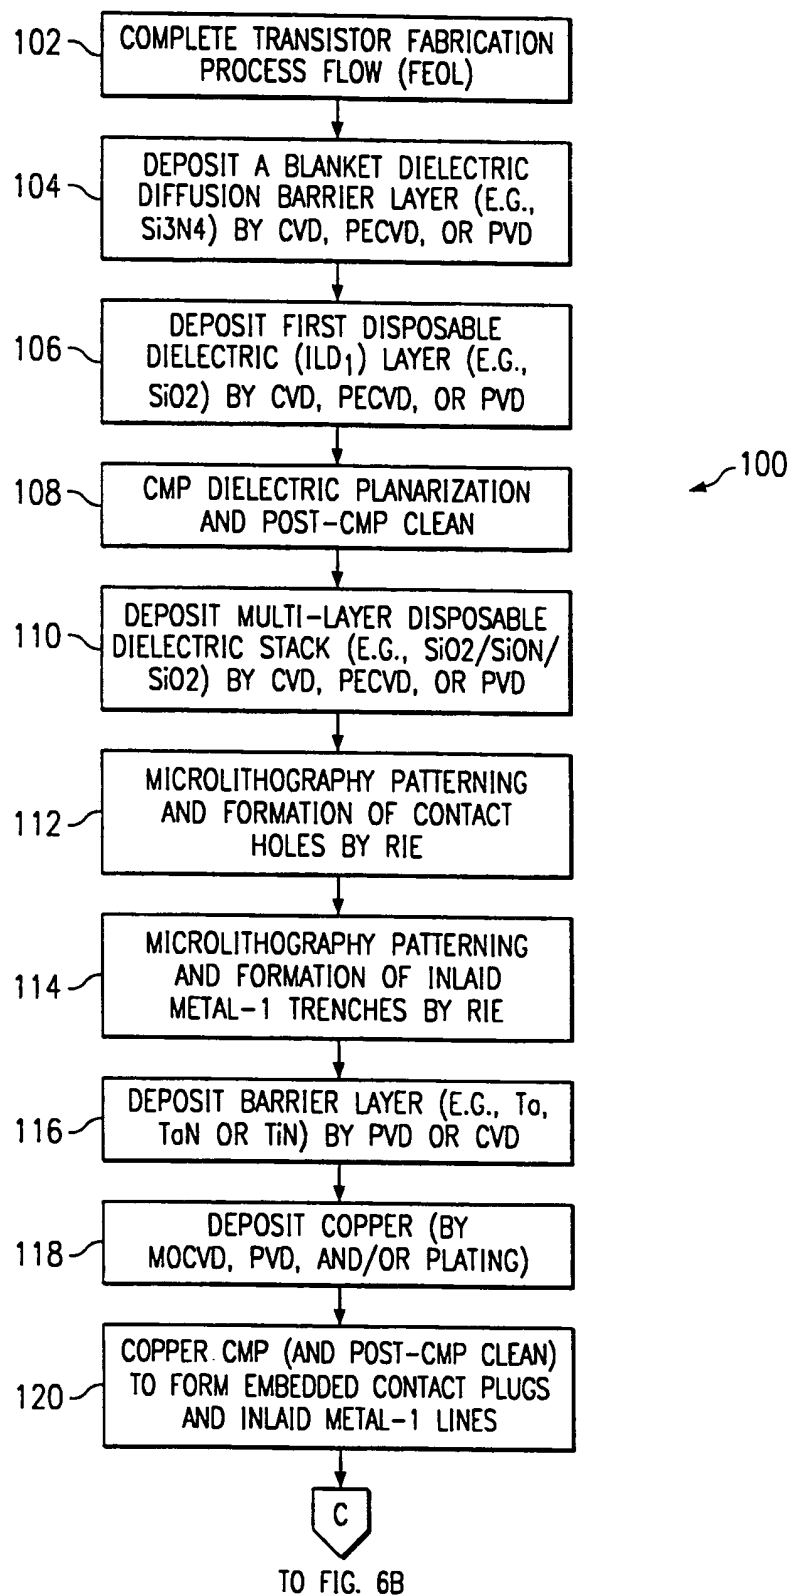 102
COMPLETE TRANSISTOR FABRICATION
PROCESS FLOW (FEOL)
104
DEPOSIT A BLANKET DIELECTRIC
DIFFUSION BARRIER LAYER (E.G.,
Si3N4) BY CVD, PECVD, OR PVD
106
DEPOSIT FIRST DISPOSABLE
DIELECTRIC (ILD1) LAYER (E.G.,
SiO2) BY CVD, PECVD, OR PVD
100
108
CMP DIELECTRIC PLANARIZATION
AND POST-CMP CLEAN
110
DEPOSIT MULTI-LAYER DISPOSABLE
DIELECTRIC STACK (E.G., SiO2/SiON/
SiO2) BY CVD, PECVD, OR PVD
112
MICROLITHOGRAPHY PATTERNING
AND FORMATION OF CONTACT
HOLES BY RIE
114
MICROLITHOGRAPHY PATTERNING
AND FORMATION OF INLAID
METAL-1 TRENCHES BY RIE
116
DEPOSIT BARRIER LAYER (E.G., Ta,
TaN OR TiN) BY PVD OR CVD
118
DEPOSIT COPPER (BY
MOCVD, PVD, AND/OR PLATING)
120
COPPER CMP (AND POST-CMP CLEAN)
TO FORM EMBEDDED CONTACT PLUGS
AND INLAID METAL-1 LINES
C
TO FIG. 6B